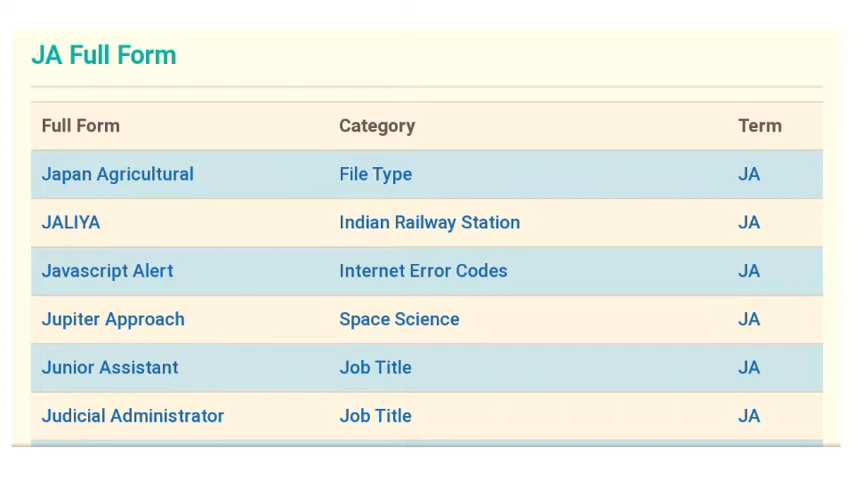 JA Full Form
Full Form Category Term
Japan Agricultural File Type JA
JALIYA Indian Railway Station JA
Javascript Alert Internet Error Codes JA
Jupiter Approach Space Science JA
Junior Assistant Job Title JA
Judicial Administrator Job Title JA